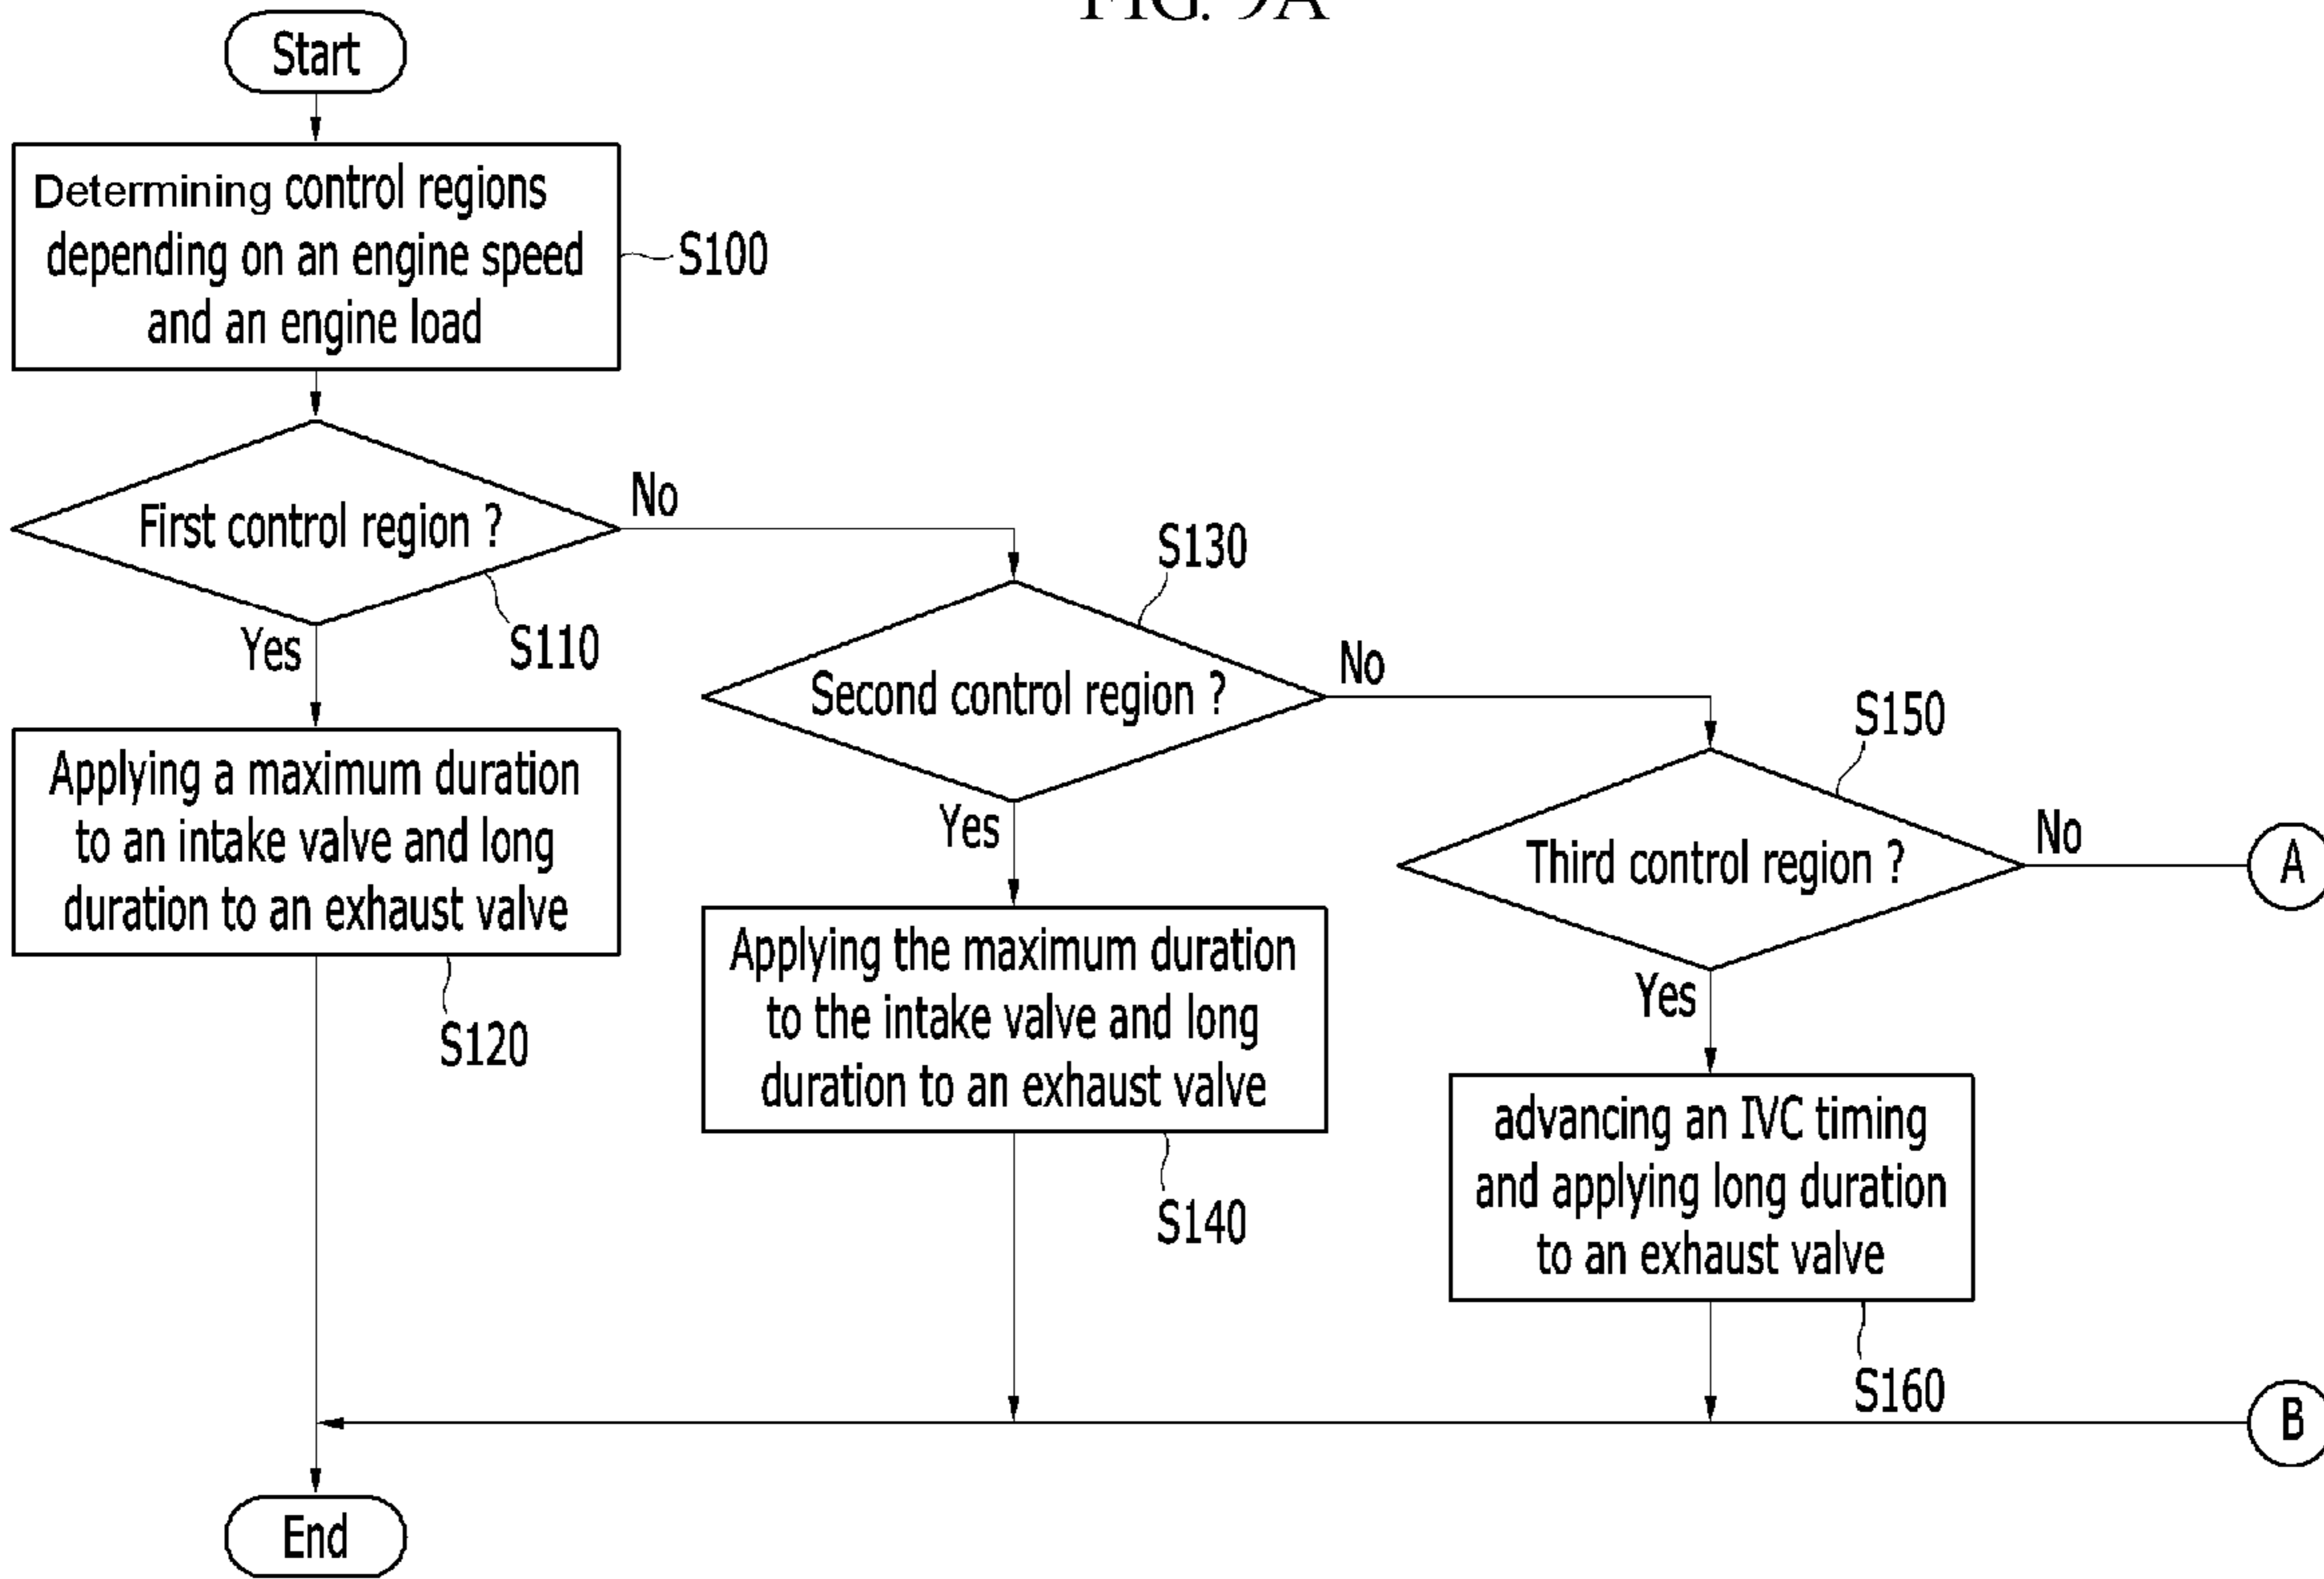 Start
Determining control regions
depending on an engine speed
and an engine load
S100
First control region ?
No
Yes
S110
S130
Second control region ?
No
Yes
S150
Third control region ?
No
A
Yes
Applying a maximum duration
to an intake valve and long
duration to an exhaust valve
S120
Applying the maximum duration
to the intake valve and long
duration to an exhaust valve
S140
advancing an IVC timing
and applying long duration
to an exhaust valve
S160
B
End